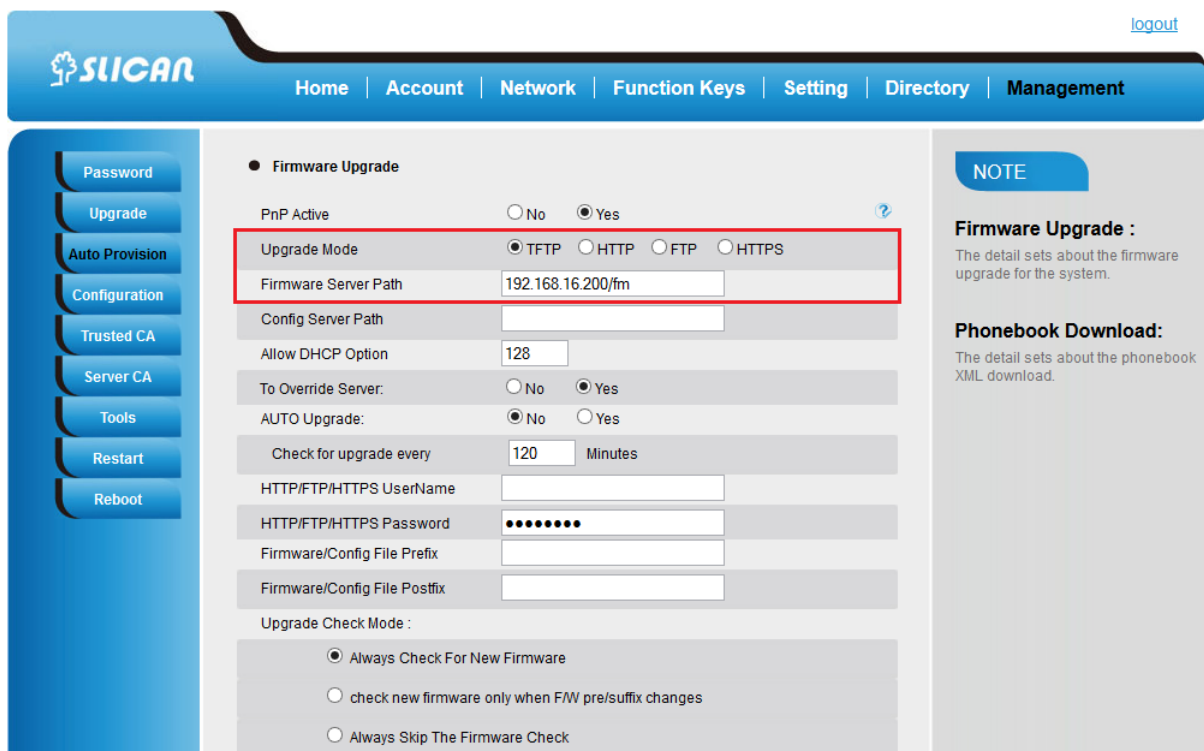 logout
SLICAN
Home Account Network Function Keys Setting Directory Management
Password
Upgrade
Auto Provision
Configuration
Trusted CA
Server CA
Tools
Restart
Reboot
Firmware Upgrade
PnP Active No Yes ?
Upgrade Mode TFTP HTTP FTP HTTPS
Firmware Server Path 192.168.16.200/fm
Config Server Path
Allow DHCP Option 128
To Override Server: No Yes
AUTO Upgrade: No Yes
Check for upgrade every 120 Minutes
HTTP/FTP/HTTPS UserName
HTTP/FTP/HTTPS Password ••••••••
Firmware/Config File Prefix
Firmware/Config File Postfix
Upgrade Check Mode :
Always Check For New Firmware
check new firmware only when F/W pre/suffix changes
Always Skip The Firmware Check
NOTE
Firmware Upgrade :
The detail sets about the firmware
upgrade for the system.
Phonebook Download:
The detail sets about the phonebook
XML download.